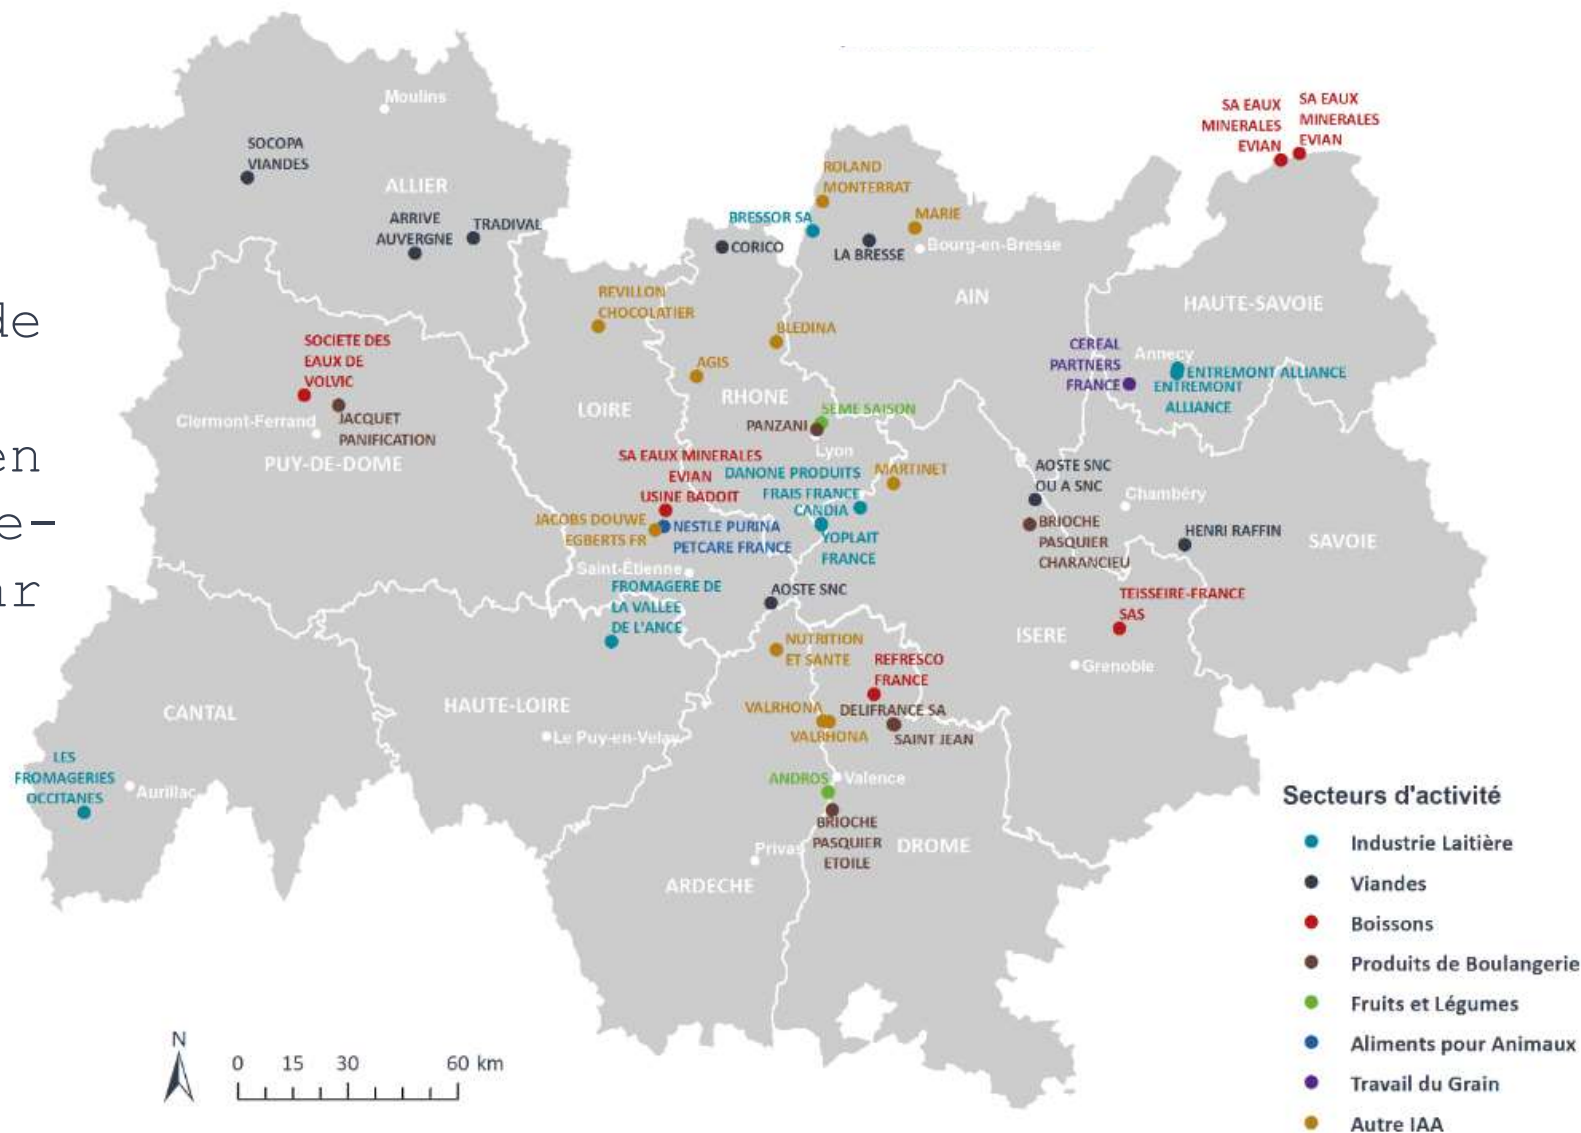 de
en
e-
ar
Moulins
SOCOPA
VIANDES
ALLIER
ARRIVE
AUVERGNE
TRADIVAL
SA EAUX
MINERALES
EVIAN
SA EAUX
MINERALES
EVIAN
ROLAND
MONTERRAT
BRESSOR SA
MARIE
CORICO
LA BRESSE
Bourg-en-Bresse
AIN
HAUTE-SAVOIE
REVILLON
CHOCOLATIER
BLEDINA
SOCIETE DES
EAUX DE
VOLVIC
CEREAL
PARTNERS
FRANCE
Annecy
ENTREMONT ALLIANCE
ENTREMONT
ALLIANCE
AGIS
RHONE
LOIRE
5EME SAISON
PANZANI
Lyon
Clermont-Ferrand
JACQUET
PANIFICATION
PUY-DE-DOME
SA EAUX MINERALES
EVIAN
USINE BADOIT
DANONE PRODUITS
FRAIS FRANCE
CANDIA
MARTINET
AOSTE SNC
OU A SNC
Chambéry
JACOBS DOUWE
EGBERTS FR
NESTLE PURINA
PETCARE FRANCE
YOPLAIT
FRANCE
BRIOCHE
PASQUIER
CHARANCIEU
HENRI RAFFIN
SAVOIE
Saint-Étienne
FROMAGERE DE
LA VALLEE
DE L'ANCE
AOSTE SNC
TEISSEIRE-FRANCE
SAS
ISERE
Grenoble
NUTRITION
ET SANTE
REFRESCO
FRANCE
CANTAL
HAUTE-LOIRE
Le Puy-en-Velay
VALRHONA
VALRHONA
DELIFRANCE SA
SAINT JEAN
LES
FROMAGERIES
OCCITANES
Aurillac
ANDROS
Valence
BRIOCHE
PASQUIER
ETOILE
Privas
DROME
ARDECHE
Secteurs d'activité
Industrie Laitière
Viandes
Boissons
Produits de Boulangerie
Fruits et Légumes
Aliments pour Animaux
Travail du Grain
Autre IAA
N
0 15 30 60 km